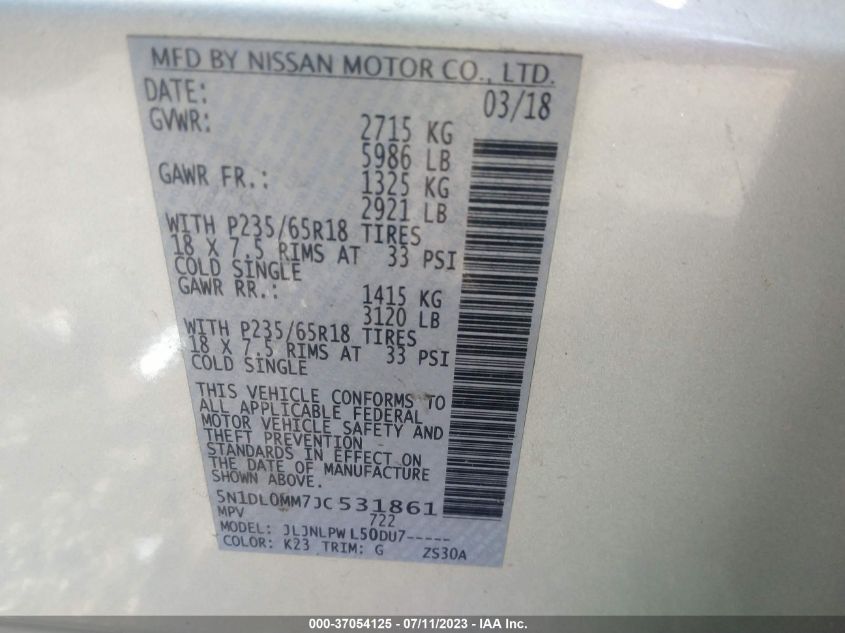 MFD BY NISSAN MOTOR CO., LTD.
DATE: 03/18
GVWR: 2715 KG
5986 LB
GAWR FR.: 1325 KG
2921 LB
WITH P235/65R18 TIRES
18 X 7.5 RIMS AT 33 PSI
COLD SINGLE
GAWR RR.: 1415 KG
3120 LB
WITH P235/65R18 TIRES
18 X 7.5 RIMS AT 33 PSI
COLD SINGLE
THIS VEHICLE CONFORMS TO
ALL APPLICABLE FEDERAL
MOTOR VEHICLE SAFETY AND
THEFT PREVENTION
STANDARDS IN EFFECT ON
THE DATE OF MANUFACTURE
SHOWN ABOVE.
5N1DL0MM7JC531861
MPV 722
MODEL: JLJNLPW L50DU7-----
COLOR: K23 TRIM: G ZS30A
000-37054125 - 07/11/2023 - IAA Inc.